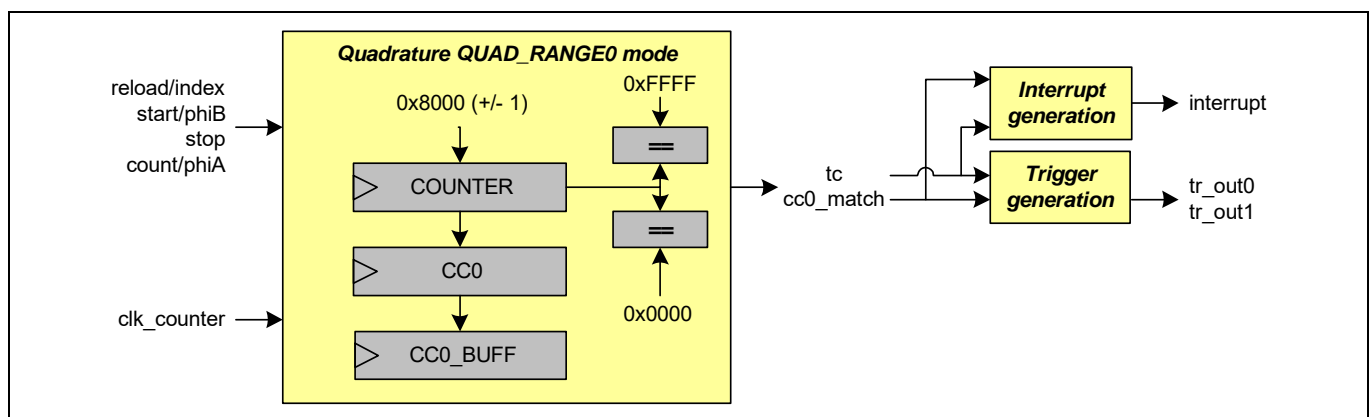 Quadrature QUAD_RANGE0 mode
reload/index
start/phiB
stop
count/phiA
clk_counter
0x8000 (+/- 1)
COUNTER
CC0
CC0_BUFF
0xFFFF
==
==
0x0000
tc
cc0_match
Interrupt
generation
interrupt
Trigger
generation
tr_out0
tr_out1